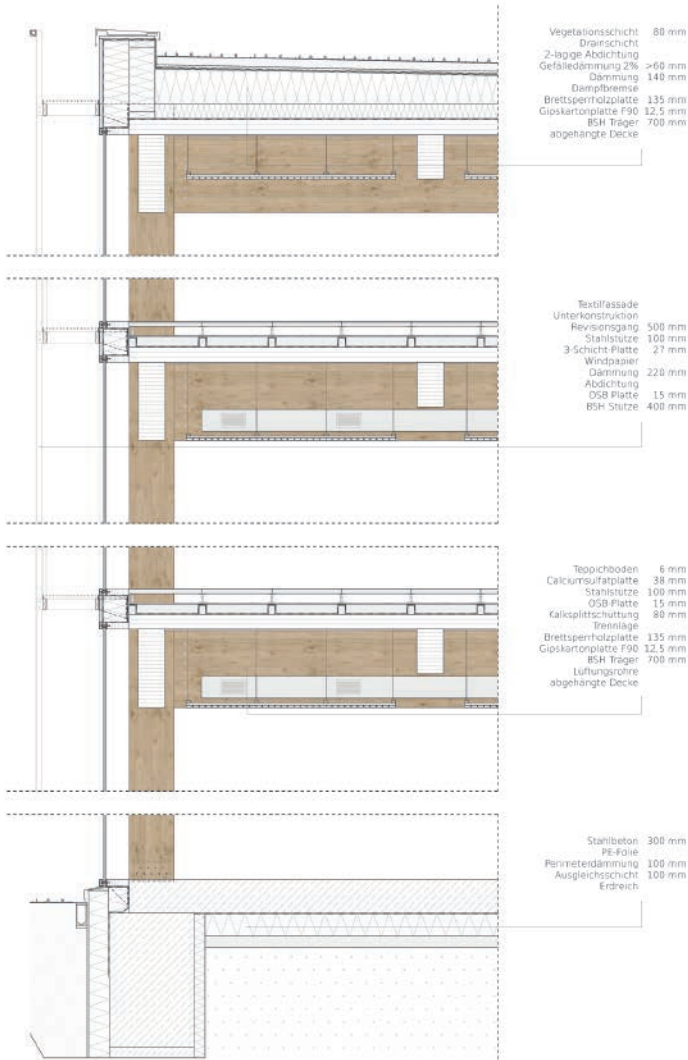 Vegetationsschicht 80 mm
Drainschicht
2-lagige Abdichtung
Gefälledämmung 2% >60 mm
Dämmung 140 mm
Dampfbremse
Brettsperrholzplatte 135 mm
Gipskartonplatte F90 12,5 mm
BSH Träger 700 mm
abgehängte Decke
Textilfassade
Unterkonstruktion
Revisionsgang 500 mm
Stahlstütze 100 mm
3-Schicht-Platte 27 mm
Windpapier
Dämmung 220 mm
Abdichtung
OSB Platte 15 mm
BSH Stütze 400 mm
Teppichboden 6 mm
Calciumsulfatplatte 38 mm
Stahlstütze 100 mm
OSB-Platte 15 mm
Kalksplittschüttung 80 mm
Trennlage
Brettsperrholzplatte 135 mm
Gipskartonplatte F90 12,5 mm
BSH Träger 700 mm
Lüftungsrohre
abgehängte Decke
Stahlbeton 300 mm
PE-Folie
Perimeterdämmung 100 mm
Ausgleichsschicht 100 mm
Erdreich